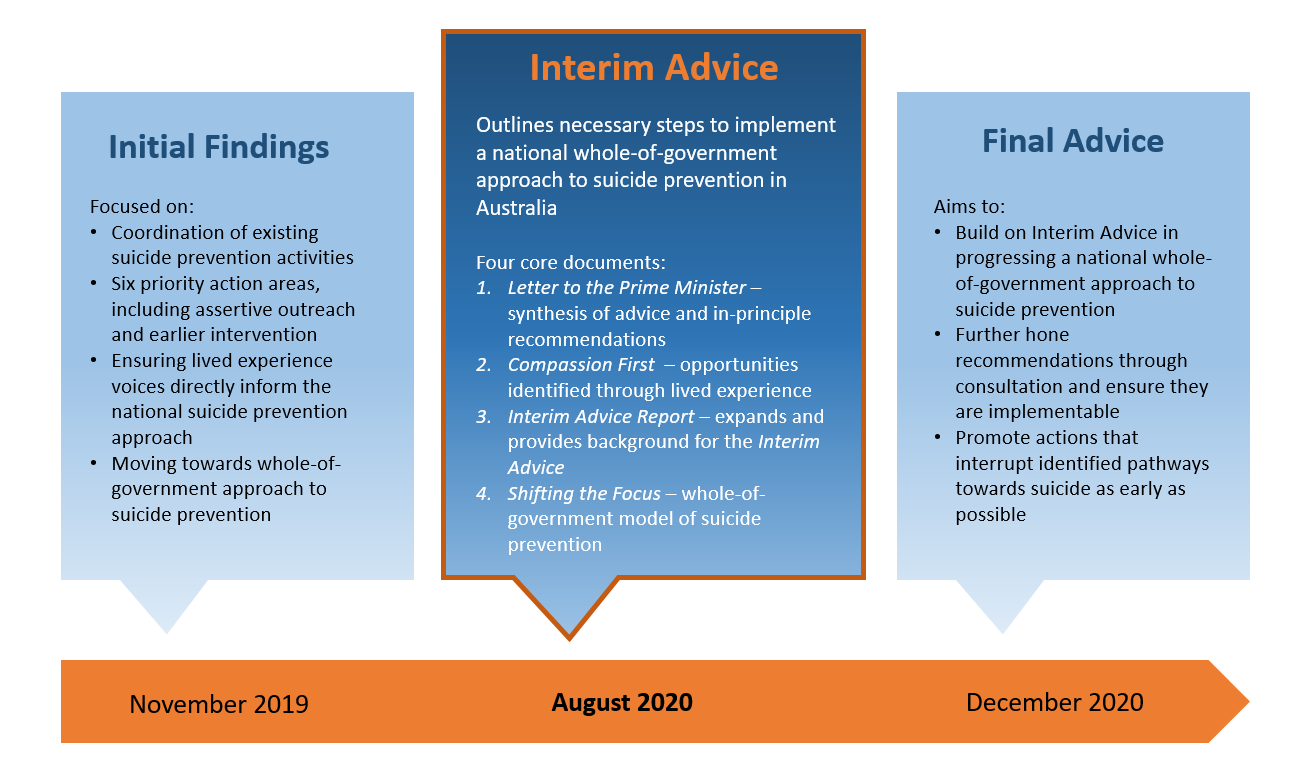 Initial Findings
Focused on:
• Coordination of existing
suicide prevention activities
• Six priority action areas,
including assertive outreach
and earlier intervention
• Ensuring lived experience
voices directly inform the
national suicide prevention
approach
• Moving towards whole-of-
government approach to
suicide prevention
Interim Advice
Outlines necessary steps to implement
a national whole-of-government
approach to suicide prevention in
Australia
Four core documents:
1. Letter to the Prime Minister –
synthesis of advice and in-principle
recommendations
2. Compassion First – opportunities
identified through lived experience
3. Interim Advice Report – expands and
provides background for the Interim
Advice
4. Shifting the Focus – whole-of-
government model of suicide
prevention
Final Advice
Aims to:
• Build on Interim Advice in
progressing a national whole-
of-government approach to
suicide prevention
• Further hone
recommendations through
consultation and ensure they
are implementable
• Promote actions that
interrupt identified pathways
towards suicide as early as
possible
November 2019
August 2020
December 2020